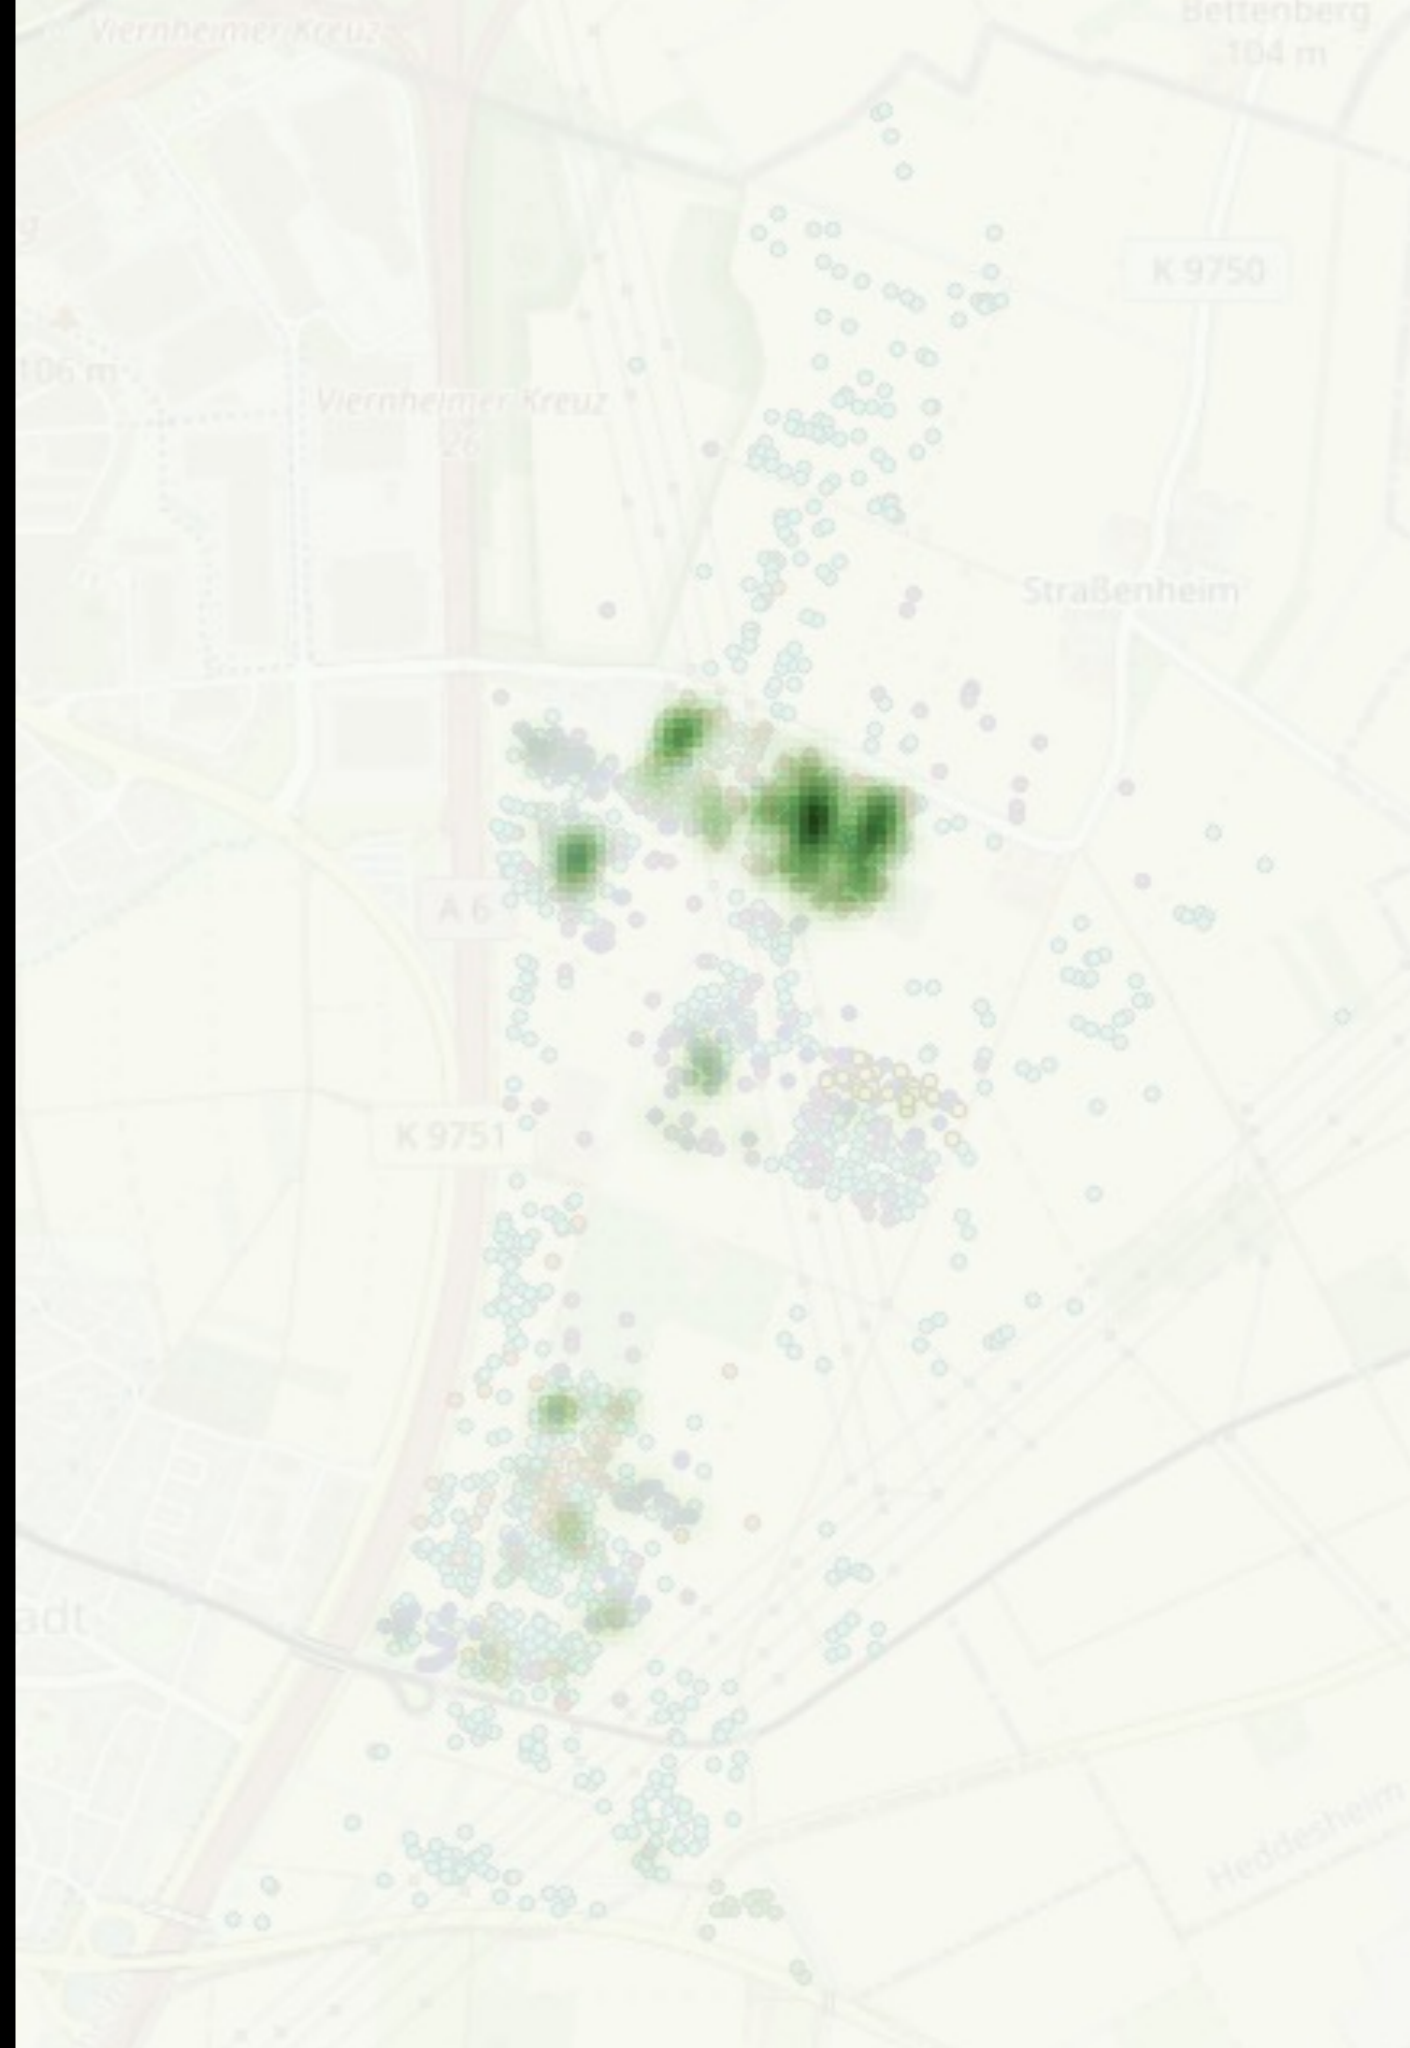 Viernheimer Kreuz
Bettenberg
104 m
g
K 9750
106 m
Viernheimer Kreuz
26
Straßenheim
A 6
K 9751
adt
Heddesheim